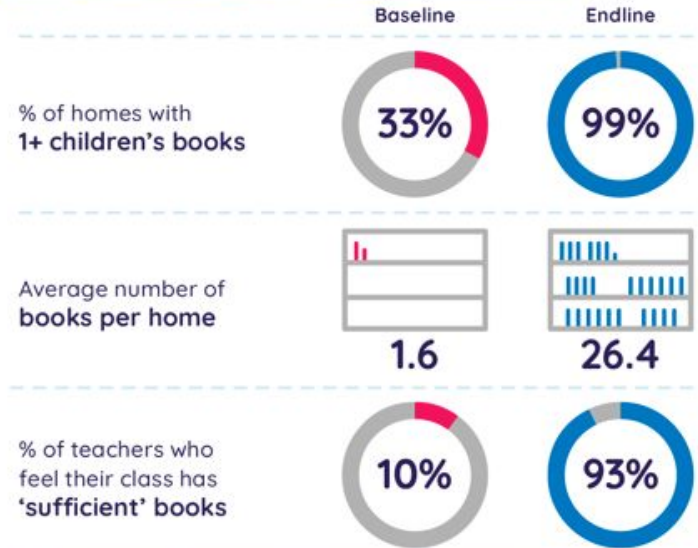 Baseline Endline
% of homes with
1+ children's books
33% 99%
Average number of
books per home
1.6 26.4
% of teachers who
feel their class has
'sufficient' books
10% 93%